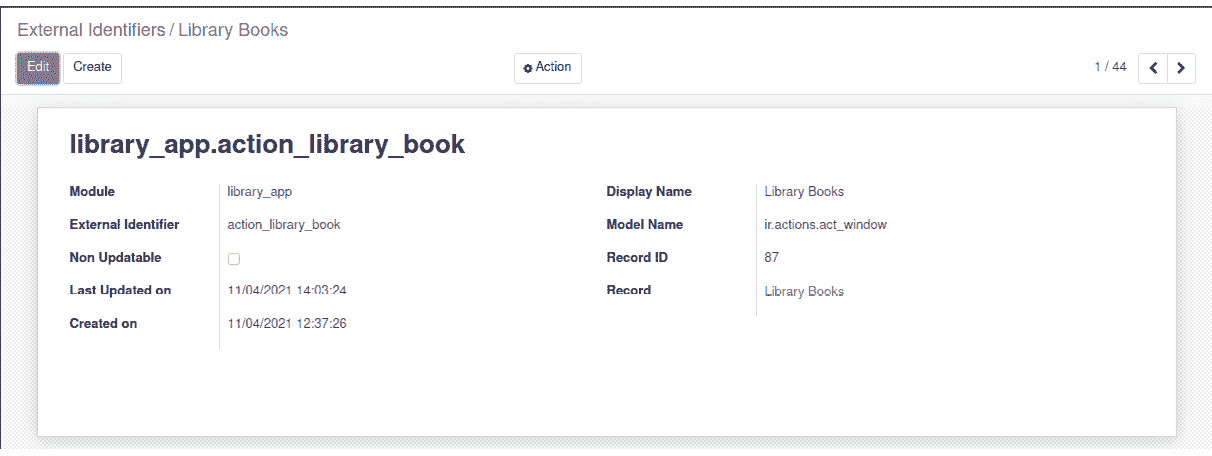 External Identifiers / Library Books
Edit Create Action 1 / 44
library_app.action_library_book
Module library_app Display Name Library Books
External Identifier action_library_book Model Name ir.actions.act_window
Non Updatable Record ID 87
Last Updated on 11/04/2021 14:03:24 Record Library Books
Created on 11/04/2021 12:37:26